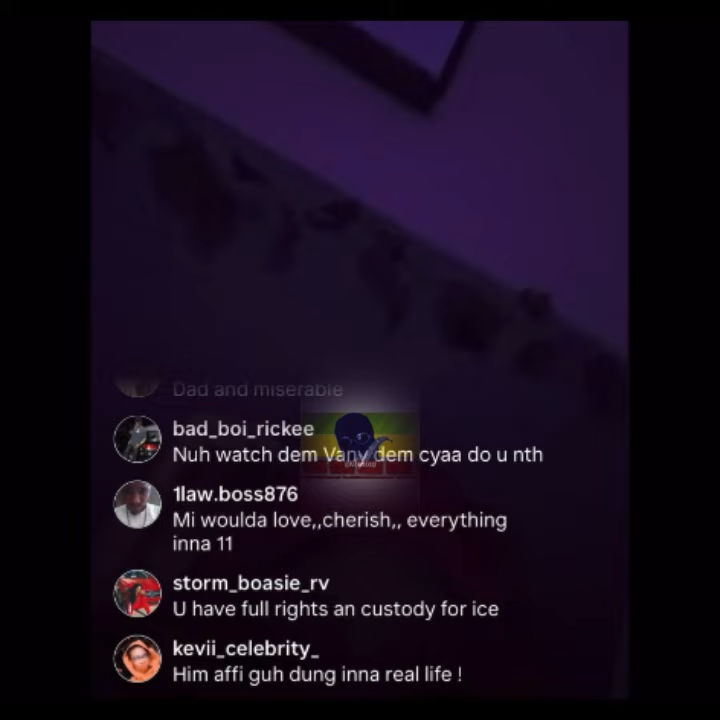 Dad and miserable
bad_boi_rickee
Nuh watch dem Vany dem cyaa do u nth
1law.boss876
Mi woulda love,,cherish,, everything
inna 11
storm_boasie_rv
U have full rights an custody for ice
kevii_celebrity_
Him affi guh dung inna real life !